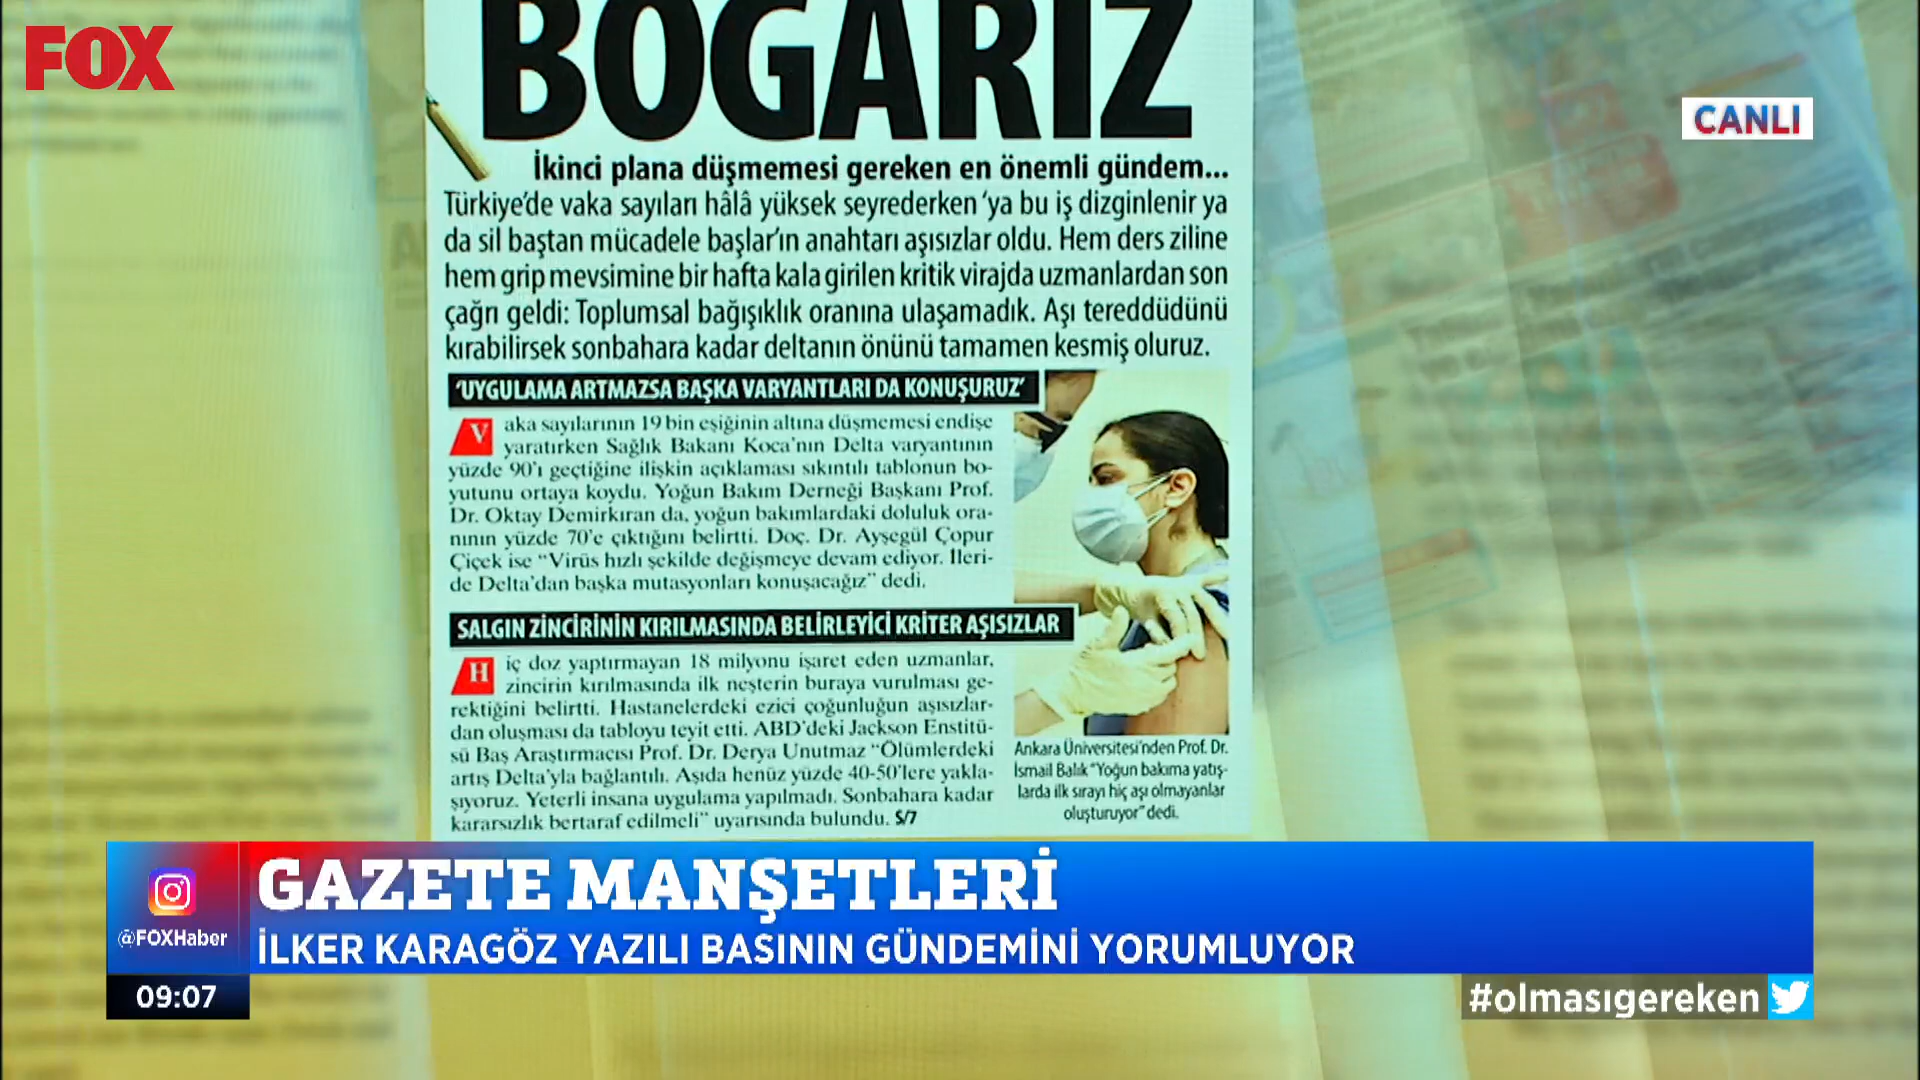 FOX
CANLI
BOĞARIZ
İkinci plana düşmemesi gereken en önemli gündem...
Türkiye'de vaka sayıları hâlâ yüksek seyrederken 'ya bu iş dizginlenir ya
da sil baştan mücadele başlar'ın anahtarı aşısızlar oldu. Hem ders ziline
hem grip mevsimine bir hafta kala girilen kritik virajda uzmanlardan son
çağrı geldi: Toplumsal bağışıklık oranına ulaşamadık. Aşı tereddüdünü
kırabilirsek sonbahara kadar deltanın önünü tamamen kesmiş oluruz.
'UYGULAMA ARTMAZSA BAŞKA VARYANTLARI DA KONUŞURUZ'
Vaka sayılarının 19 bin eşiğinin altına düşmemesi endişe
yaratırken Sağlık Bakanı Koca'nın Delta varyantının
yüzde 90'ı geçtiğine ilişkin açıklaması sıkıntılı tablonun bo-
yutunu ortaya koydu. Yoğun Bakım Derneği Başkanı Prof.
Dr. Oktay Demirkıran da, yoğun bakımlardaki doluluk ora-
nının yüzde 70'e çıktığını belirtti. Doç. Dr. Ayşegül Çopur
Çiçek ise "Virüs hızlı şekilde değişmeye devam ediyor. İleri-
de Delta'dan başka mutasyonları konuşacağız" dedi.
SALGIN ZİNCİRİNİN KIRILMASINDA BELİRLEYİCİ KRİTER AŞISIZLAR
Hiç doz yaptırmayan 18 milyonu işaret eden uzmanlar,
zincirin kırılmasında ilk neşterin buraya vurulması ge-
rektiğini belirtti. Hastanelerdeki ezici çoğunluğun aşısızlar-
dan oluşması da tabloyu teyit etti. ABD'deki Jackson Enstitü-
sü Baş Araştırmacısı Prof. Dr. Derya Unutmaz "Ölümlerdeki
artış Delta'yla bağlantılı. Aşıda henüz yüzde 40-50'lere yakla-
şıyoruz. Yeterli insana uygulama yapılmadı. Sonbahara kadar
kararsızlık bertaraf edilmeli" uyarısında bulundu. S/7
Ankara Üniversitesi'nden Prof. Dr.
İsmail Balık "Yoğun bakıma yatış-
larda ilk sırayı hiç aşı olmayanlar
oluşturuyor" dedi.
GAZETE MANŞETLERİ
@FOXHaber
İLKER KARAGÖZ YAZILI BASININ GÜNDEMİNİ YORUMLUYOR
09:07
#olmasıgereken